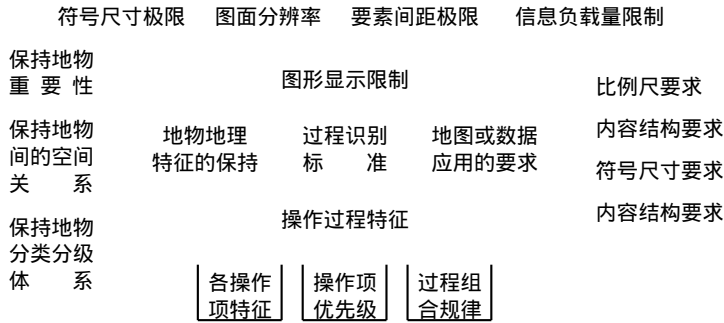 符号尺寸极限 图面分辨率 要素间距极限 信息负载量限制
保持地物
重要性
保持地物
间的空间
关系
保持地物
分类分级
体系
图形显示限制
地物地理
特征的保持
过程识别
标准
地图或数据
应用的要求
操作过程特征
各操作
项特征
操作项
优先级
过程组
合规律
比例尺要求
内容结构要求
符号尺寸要求
内容结构要求